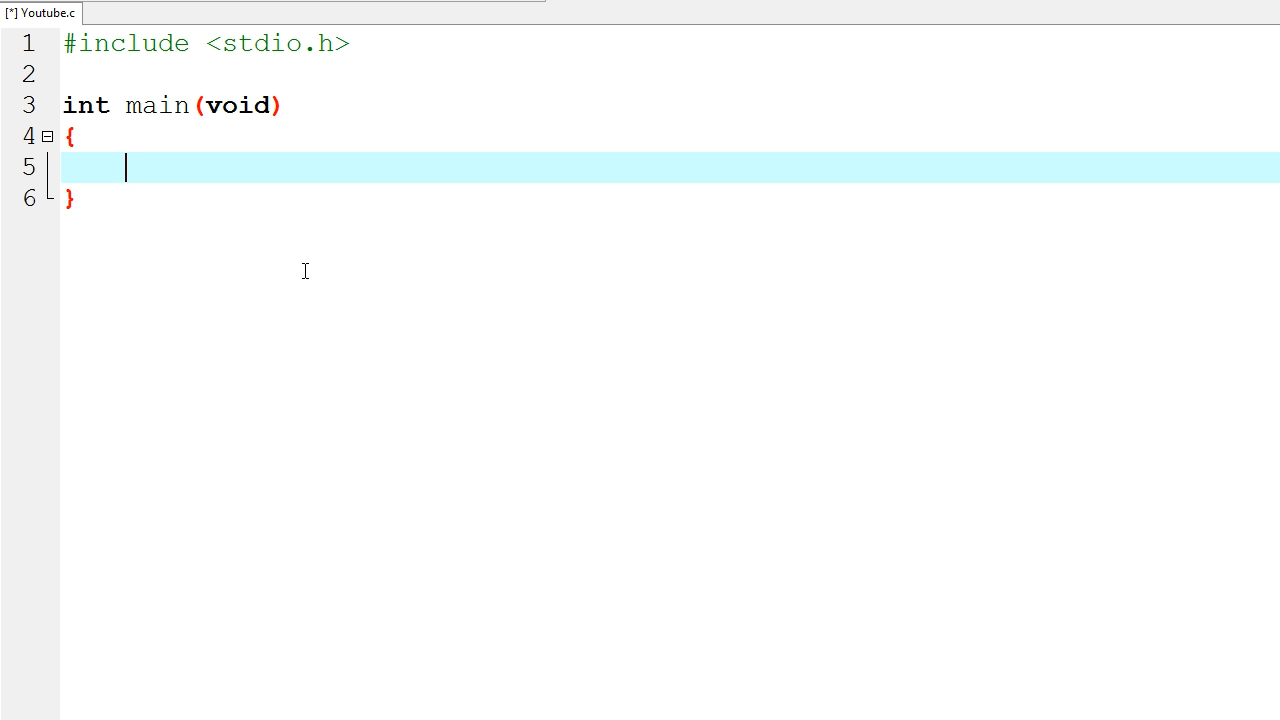 [*] Youtube.c
1 #include <stdio.h>
2
3 int main(void)
4 {
5
6 }